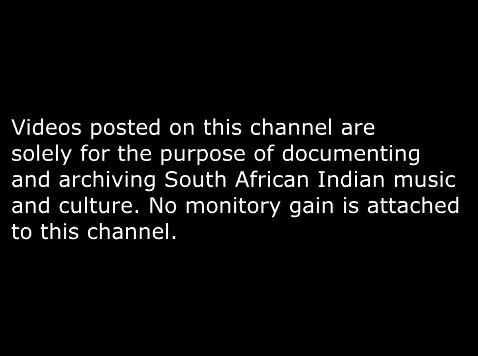 Videos posted on this channel are
solely for the purpose of documenting
and archiving South African Indian music
and culture. No monitory gain is attached
to this channel.